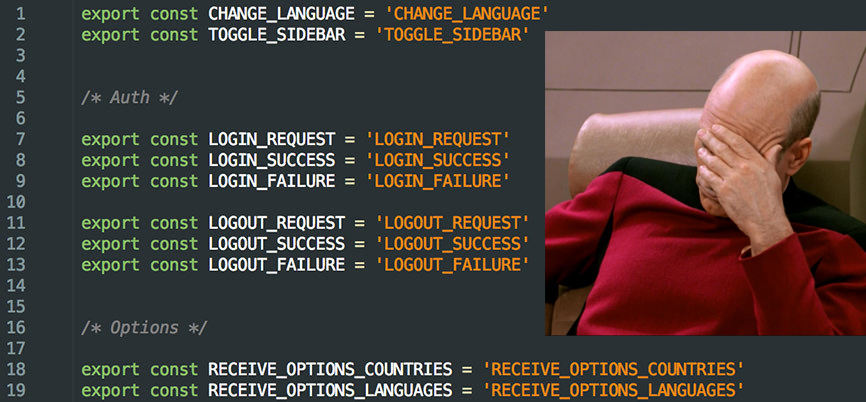 1 export const CHANGE_LANGUAGE = 'CHANGE_LANGUAGE'
2 export const TOGGLE_SIDEBAR = 'TOGGLE_SIDEBAR'
3
4
5 /* Auth */
6
7 export const LOGIN_REQUEST = 'LOGIN_REQUEST'
8 export const LOGIN_SUCCESS = 'LOGIN_SUCCESS'
9 export const LOGIN_FAILURE = 'LOGIN_FAILURE'
10
11 export const LOGOUT_REQUEST = 'LOGOUT_REQUEST'
12 export const LOGOUT_SUCCESS = 'LOGOUT_SUCCESS'
13 export const LOGOUT_FAILURE = 'LOGOUT_FAILURE'
14
15
16 /* Options */
17
18 export const RECEIVE_OPTIONS_COUNTRIES = 'RECEIVE_OPTIONS_COUNTRIES'
19 export const RECEIVE_OPTIONS_LANGUAGES = 'RECEIVE_OPTIONS_LANGUAGES'